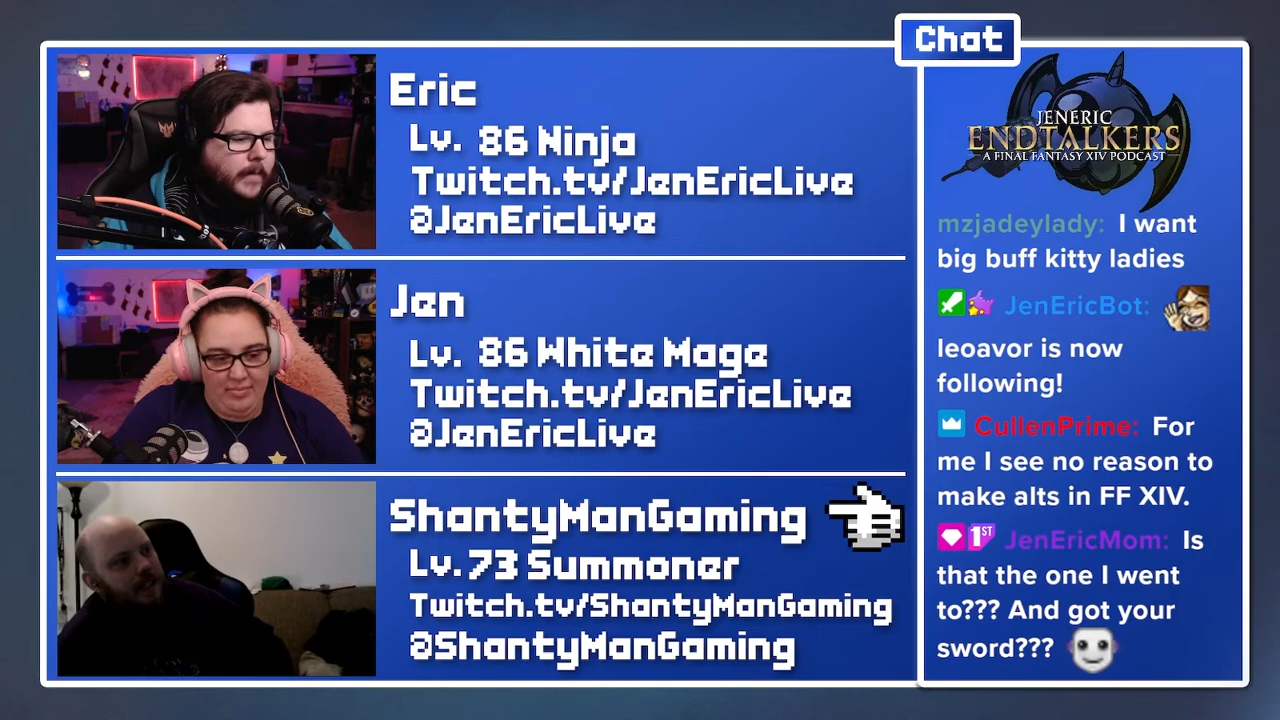 Chat
Eric
Lv. 86 Ninja
Twitch.tv/JenEricLive
@JenEricLive
Jen
Lv. 86 White Mage
Twitch.tv/JenEricLive
@JenEricLive
ShantyManGaming
Lv. 73 Summoner
Twitch.tv/ShantyManGaming
@ShantyManGaming
JENERIC
ENDTALKERS
A FINAL FANTASY XIV PODCAST
mzjadeylady: I want
big buff kitty ladies
JenEricBot:
leoavor is now
following!
CullenPrime: For
me I see no reason to
make alts in FF XIV.
1ST JenEricMom: Is
that the one I went
to??? And got your
sword???